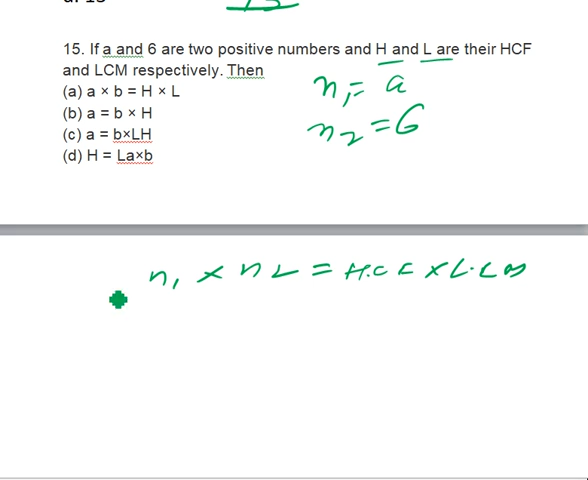 15. If a and 6 are two positive numbers and H and L are their HCF
and LCM respectively. Then
(a) a × b = H × L
(b) a = b × H
(c) a = b×LH
(d) H = La×b
n₁ = a
n₂ = 6
n₁ × n₂ = H.C.F × L.C.M